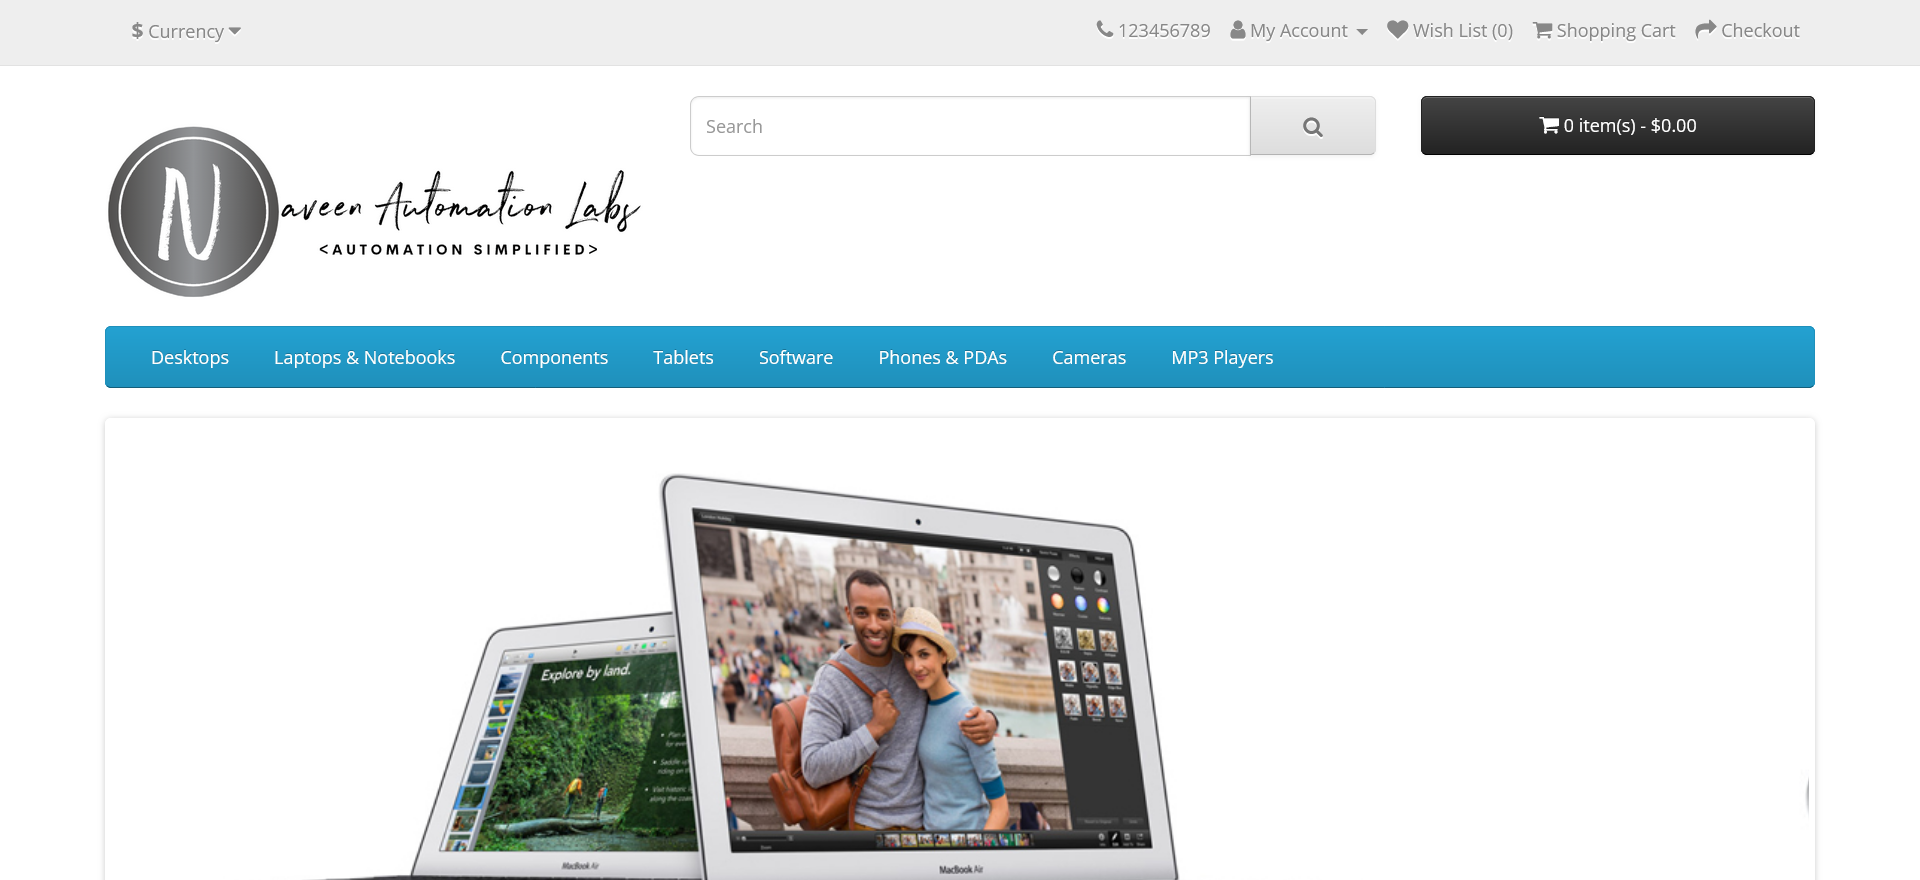 $ Currency
123456789 My Account Wish List (0) Shopping Cart Checkout
Search
0 item(s) - $0.00
Naveen Automation Labs
<AUTOMATION SIMPLIFIED>
Desktops Laptops & Notebooks Components Tablets Software Phones & PDAs Cameras MP3 Players
Explore by land.
MacBook Air
MacBook Air